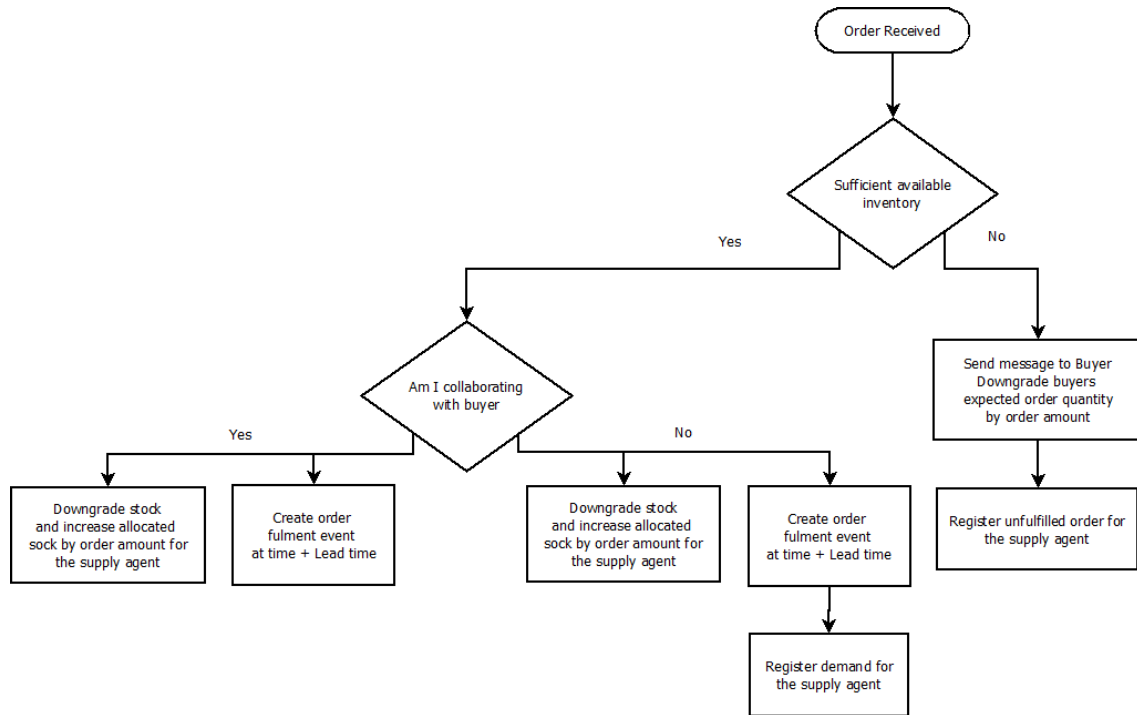 Order Received
Sufficient available
inventory
Yes
No
Am I collaborating
with buyer
Send message to Buyer
Downgrade buyers
expected order quantity
by order amount
Yes
No
Downgrade stock
and increase allocated
sock by order amount for
the supply agent
Create order
fulment event
at time + Lead time
Downgrade stock
and increase allocated
sock by order amount for
the supply agent
Create order
fulment event
at time + Lead time
Register unfulfilled order for
the supply agent
Register demand for
the supply agent